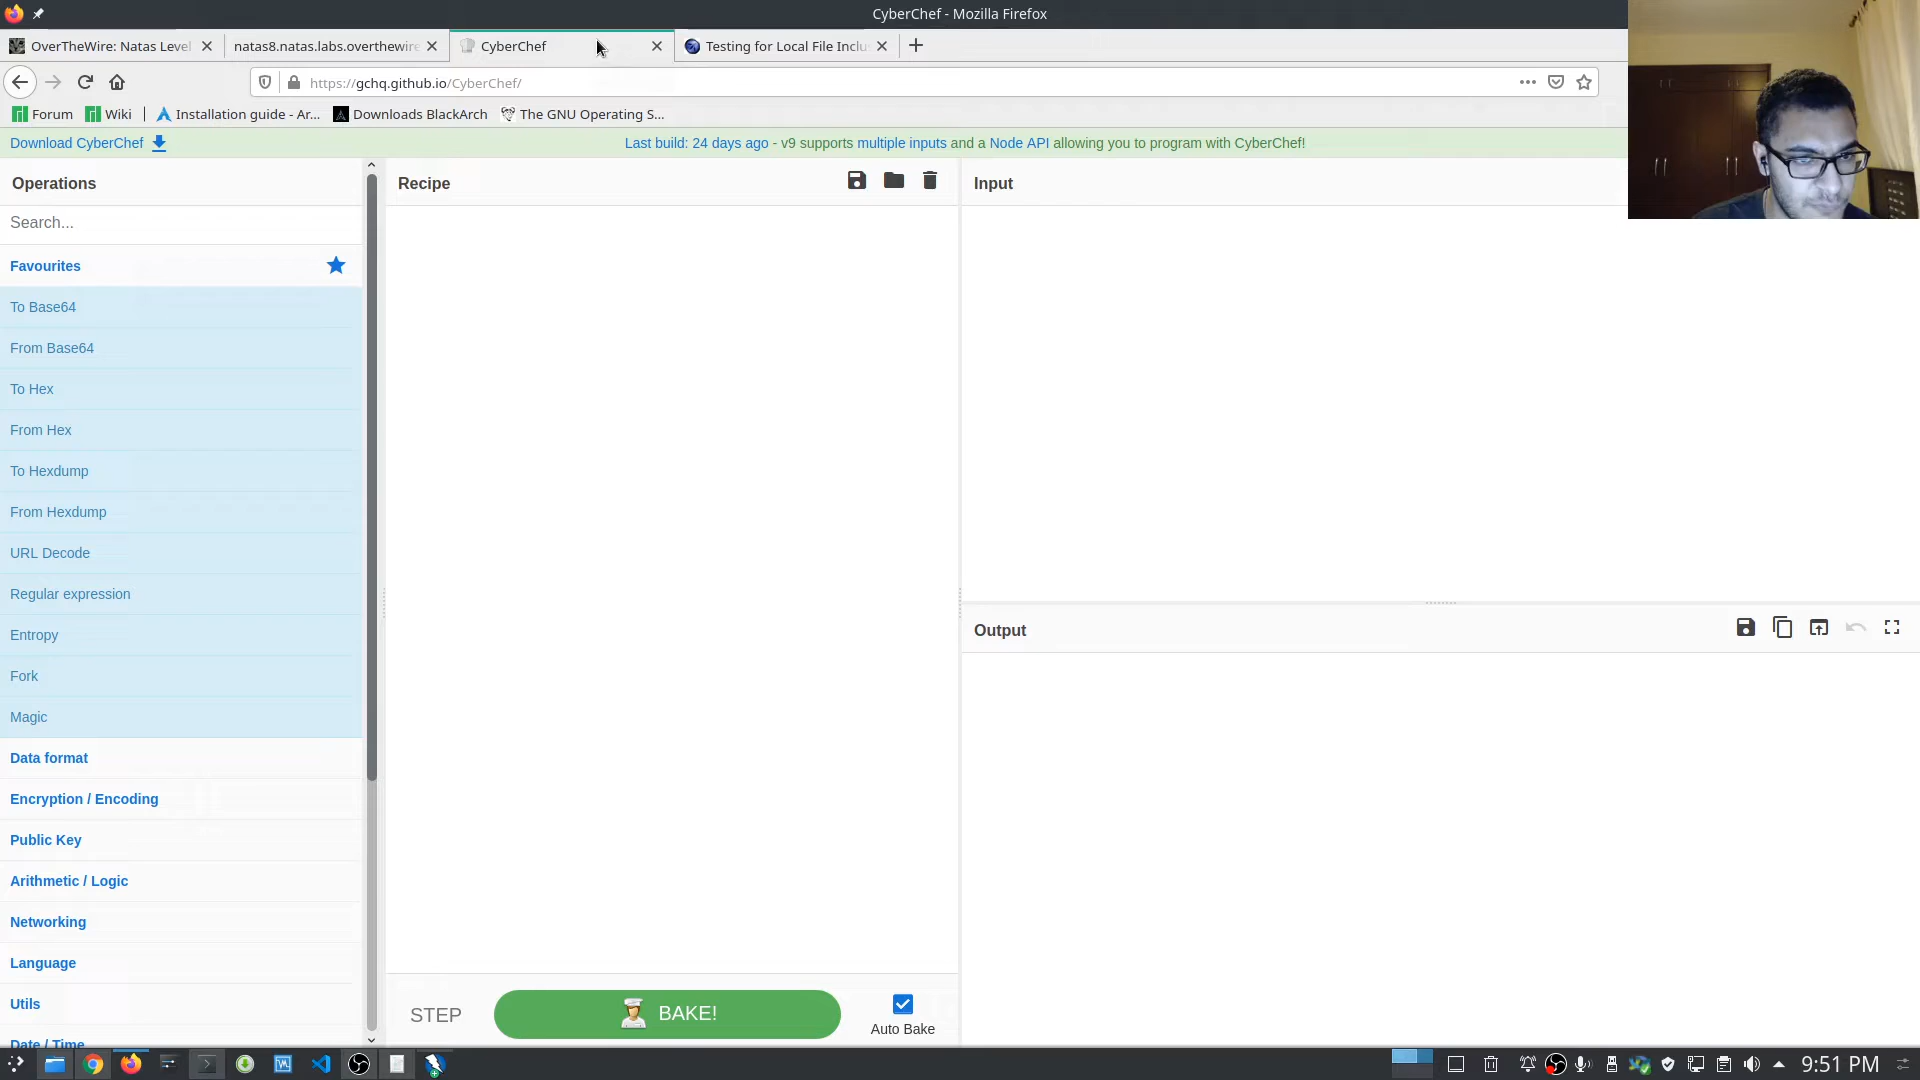 CyberChef - Mozilla Firefox
OverTheWire: Natas Level
natas8.natas.labs.overthewire
CyberChef
Testing for Local File Inclu
https://gchq.github.io/CyberChef/
Forum
Wiki
Installation guide - Ar...
Downloads BlackArch
The GNU Operating S...
Download CyberChef
Last build: 24 days ago - v9 supports multiple inputs and a Node API allowing you to program with CyberChef!
Operations
Recipe
Input
Search...
Favourites
To Base64
From Base64
To Hex
From Hex
To Hexdump
From Hexdump
URL Decode
Regular expression
Entropy
Fork
Magic
Data format
Encryption / Encoding
Public Key
Arithmetic / Logic
Networking
Language
Utils
Date / Time
Output
STEP
BAKE!
Auto Bake
9:51 PM